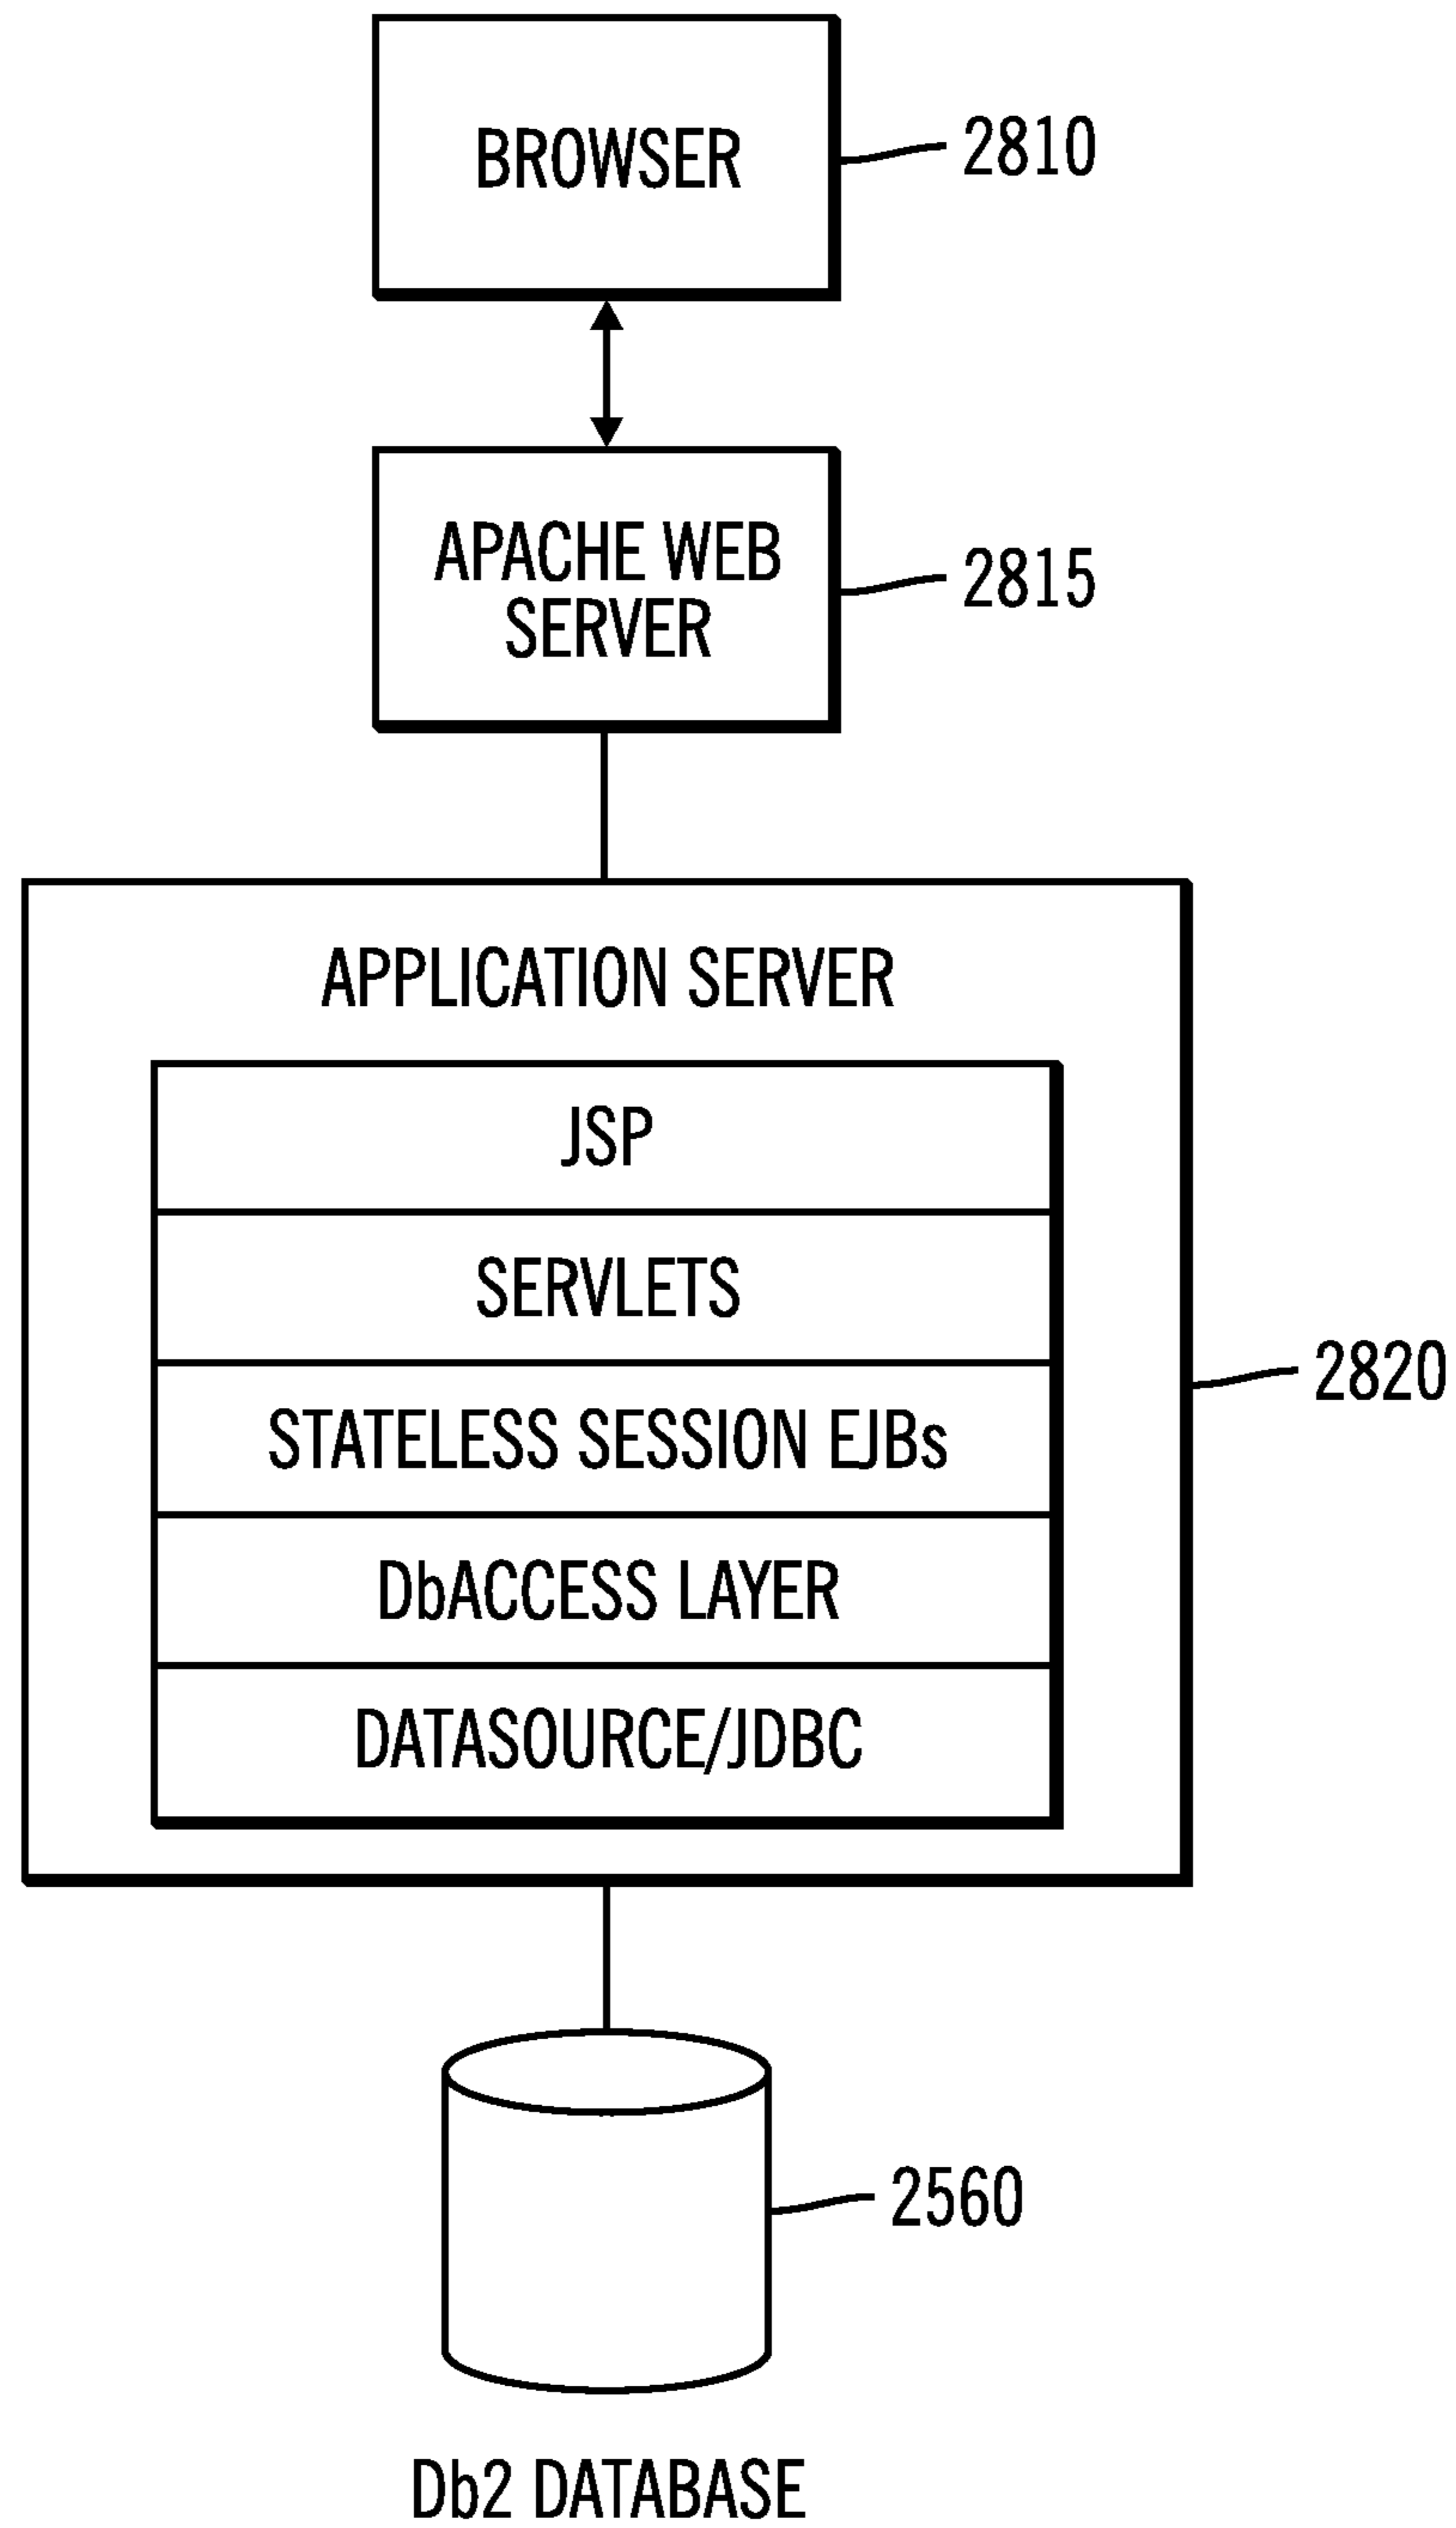 BROWSER
2810
APACHE WEB
SERVER
2815
APPLICATION SERVER
JSP
SERVLETS
STATELESS SESSION EJBs
DbACCESS LAYER
DATASOURCE/JDBC
2820
2560
Db2 DATABASE